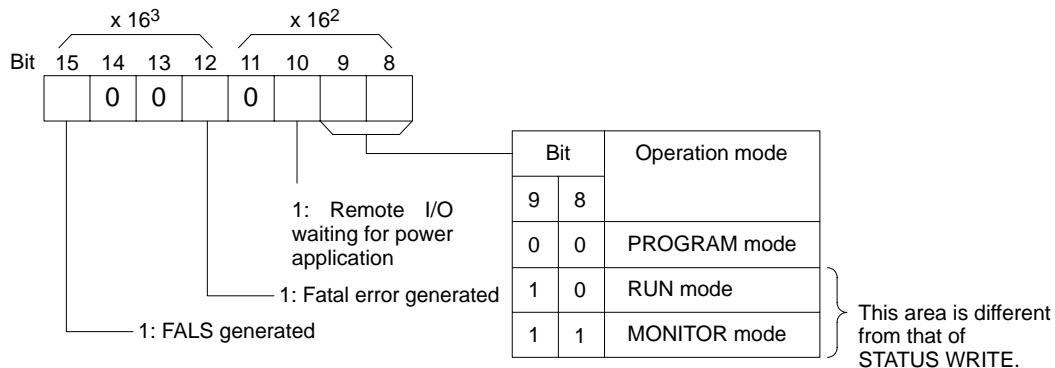 x 16³ x 16²
Bit 15 14 13 12 11 10 9 8
0 0 0
Bit Operation mode
9 8
0 0 PROGRAM mode
1 0 RUN mode
1 1 MONITOR mode
1: Remote I/O
waiting for power
application
1: Fatal error generated
1: FALS generated
This area is different
from that of
STATUS WRITE.